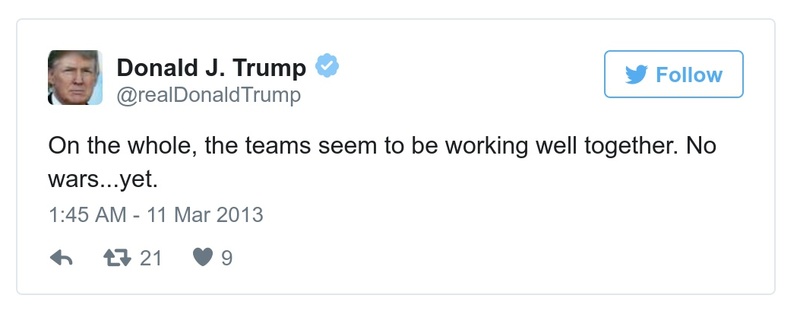 Donald J. Trump
@realDonaldTrump
Follow
On the whole, the teams seem to be working well together. No
wars...yet.
1:45 AM - 11 Mar 2013
21 9